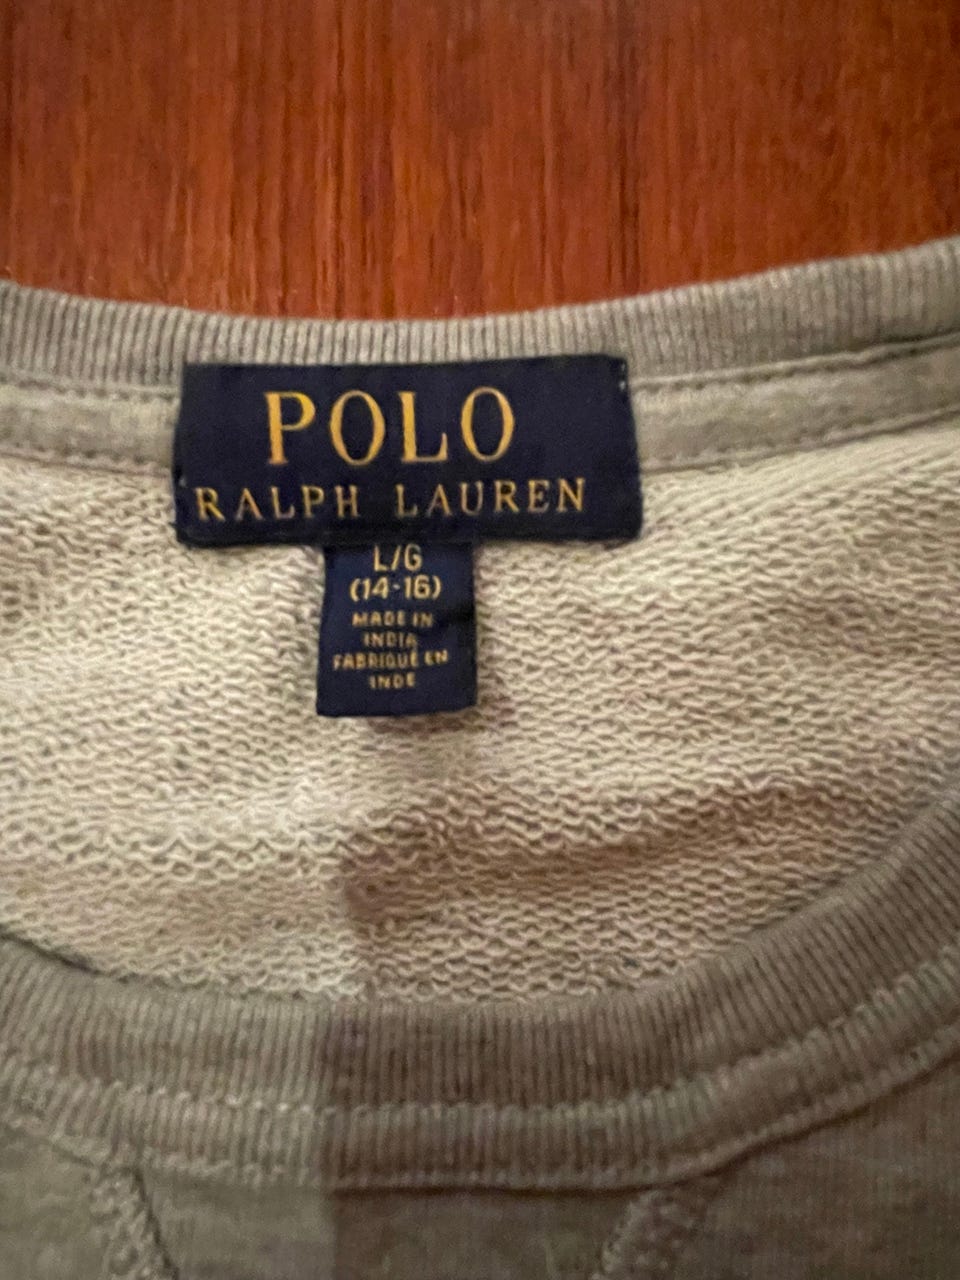 POLO
RALPH LAUREN
L/G
(14-16)
MADE IN
INDIA
FABRIQUÉ EN
INDE